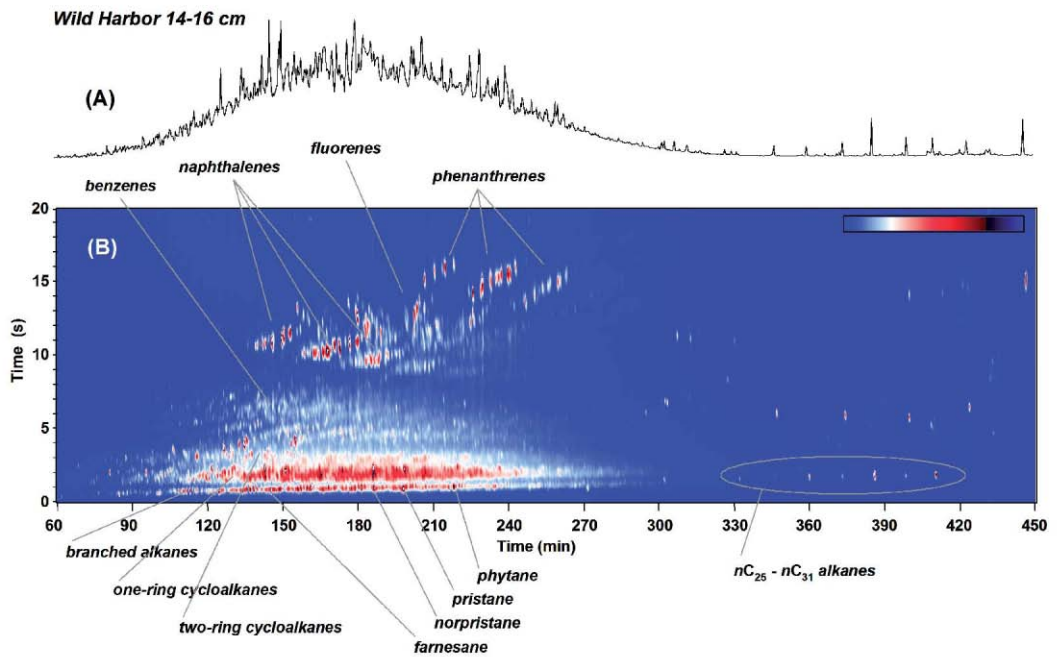 Wild Harbor 14-16 cm
(A)
fluorenes
naphthalenes
phenanthrenes
benzenes
20
(B)
15
10
5
0
Time (s)
60 90 120 150 180 210 240 270 300 330 360 390 420 450
Time (min)
branched alkanes
phytane
nC₂₅ - nC₃₁ alkanes
one-ring cycloalkanes
pristane
norpristane
two-ring cycloalkanes
farnesane